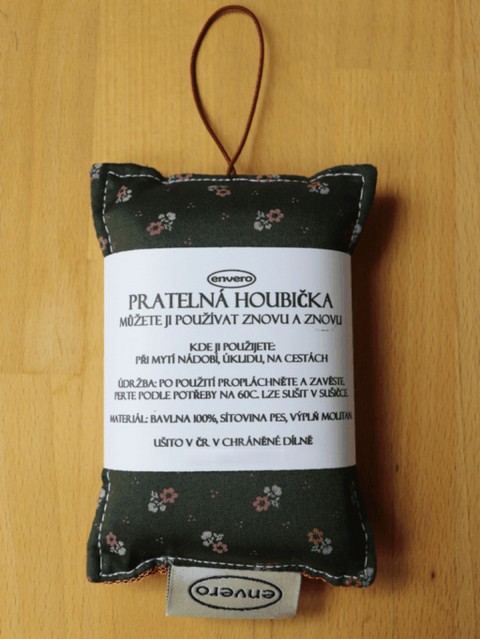 envero
PRATELNÁ HOUBIČKA
MŮŽETE JI POUŽÍVAT ZNOVU A ZNOVU
KDE JI POUŽIJETE:
PŘI MYTÍ NÁDOBÍ, ÚKLIDU, NA CESTÁCH
ÚDRŽBA: PO POUŽITÍ PROPLÁCHNĚTE A ZAVĚSTE.
PERTE PODLE POTŘEBY NA 60C. LZE SUŠIT V SUŠIČCE.
MATERIÁL: BAVLNA 100%, SÍŤOVINA PES, VÝPLŇ MOLITAN
UŠITO V ČR V CHRÁNĚNÉ DÍLNĚ
envero